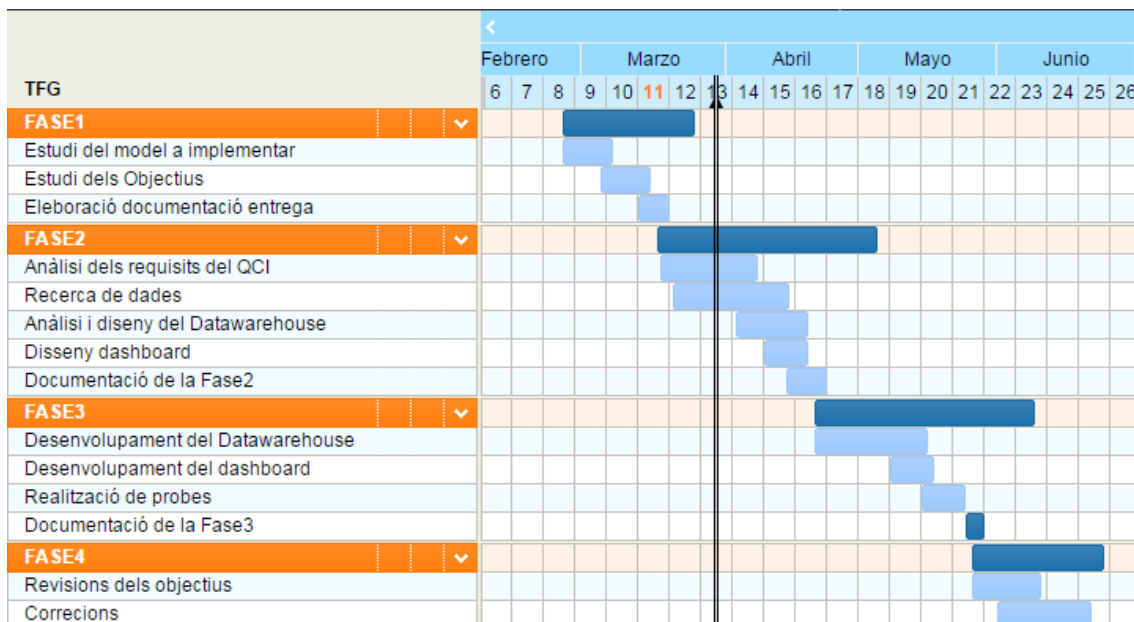 Febrero Marzo Abril Mayo Junio
TFG 6 7 8 9 10 11 12 13 14 15 16 17 18 19 20 21 22 23 24 25 26
FASE1
Estudi del model a implementar
Estudi dels Objectius
Eleboració documentació entrega
FASE2
Anàlisi dels requisits del QCI
Recerca de dades
Anàlisi i diseny del Datawarehouse
Disseny dashboard
Documentació de la Fase2
FASE3
Desenvolupament del Datawarehouse
Desenvolupament del dashboard
Realització de probes
Documentació de la Fase3
FASE4
Revisions dels objectius
Correcions